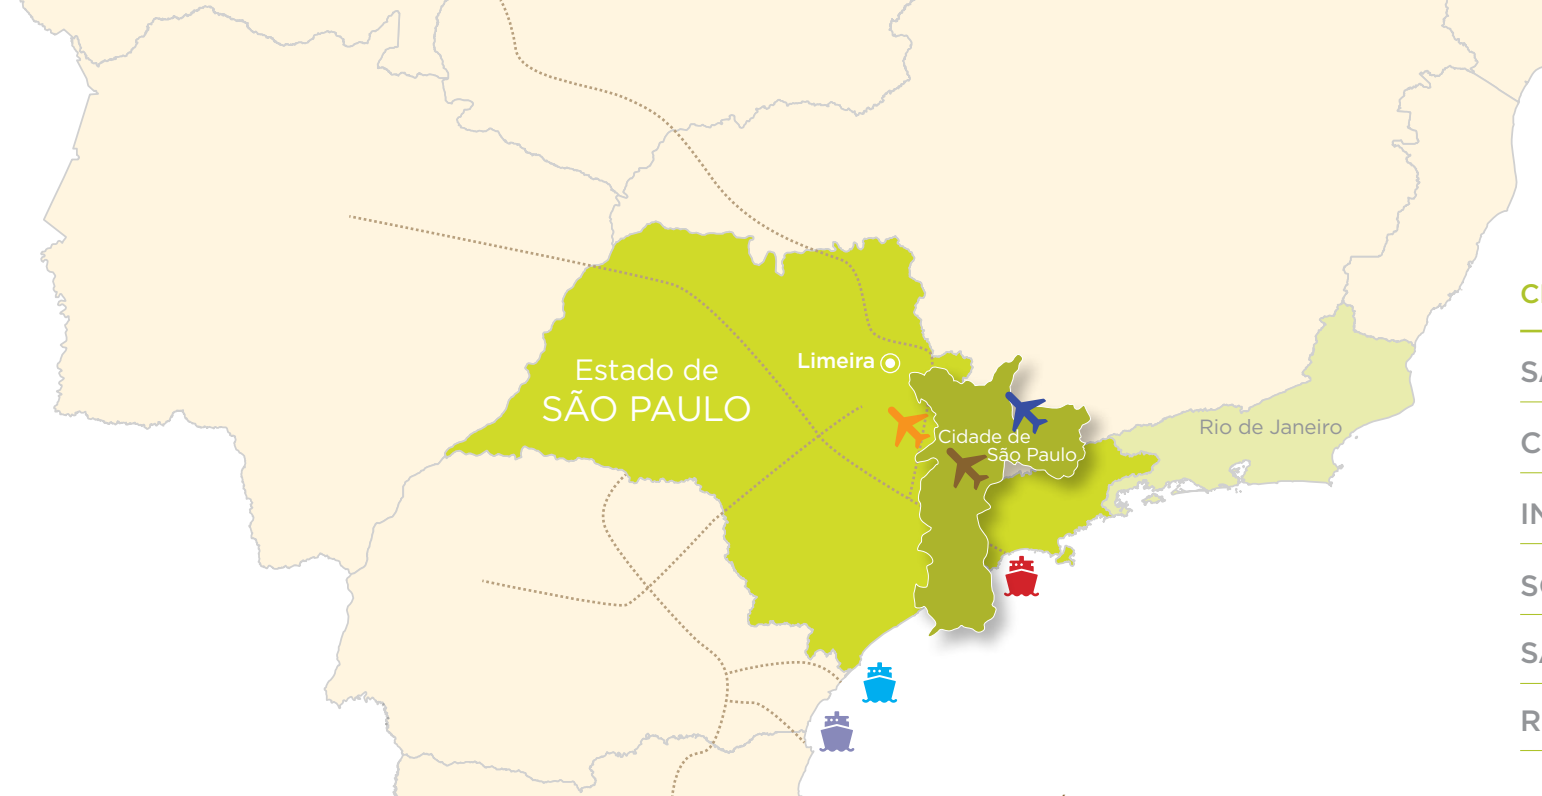 Estado de
SÃO PAULO
Limeira
Cidade de
São Paulo
Rio de Janeiro